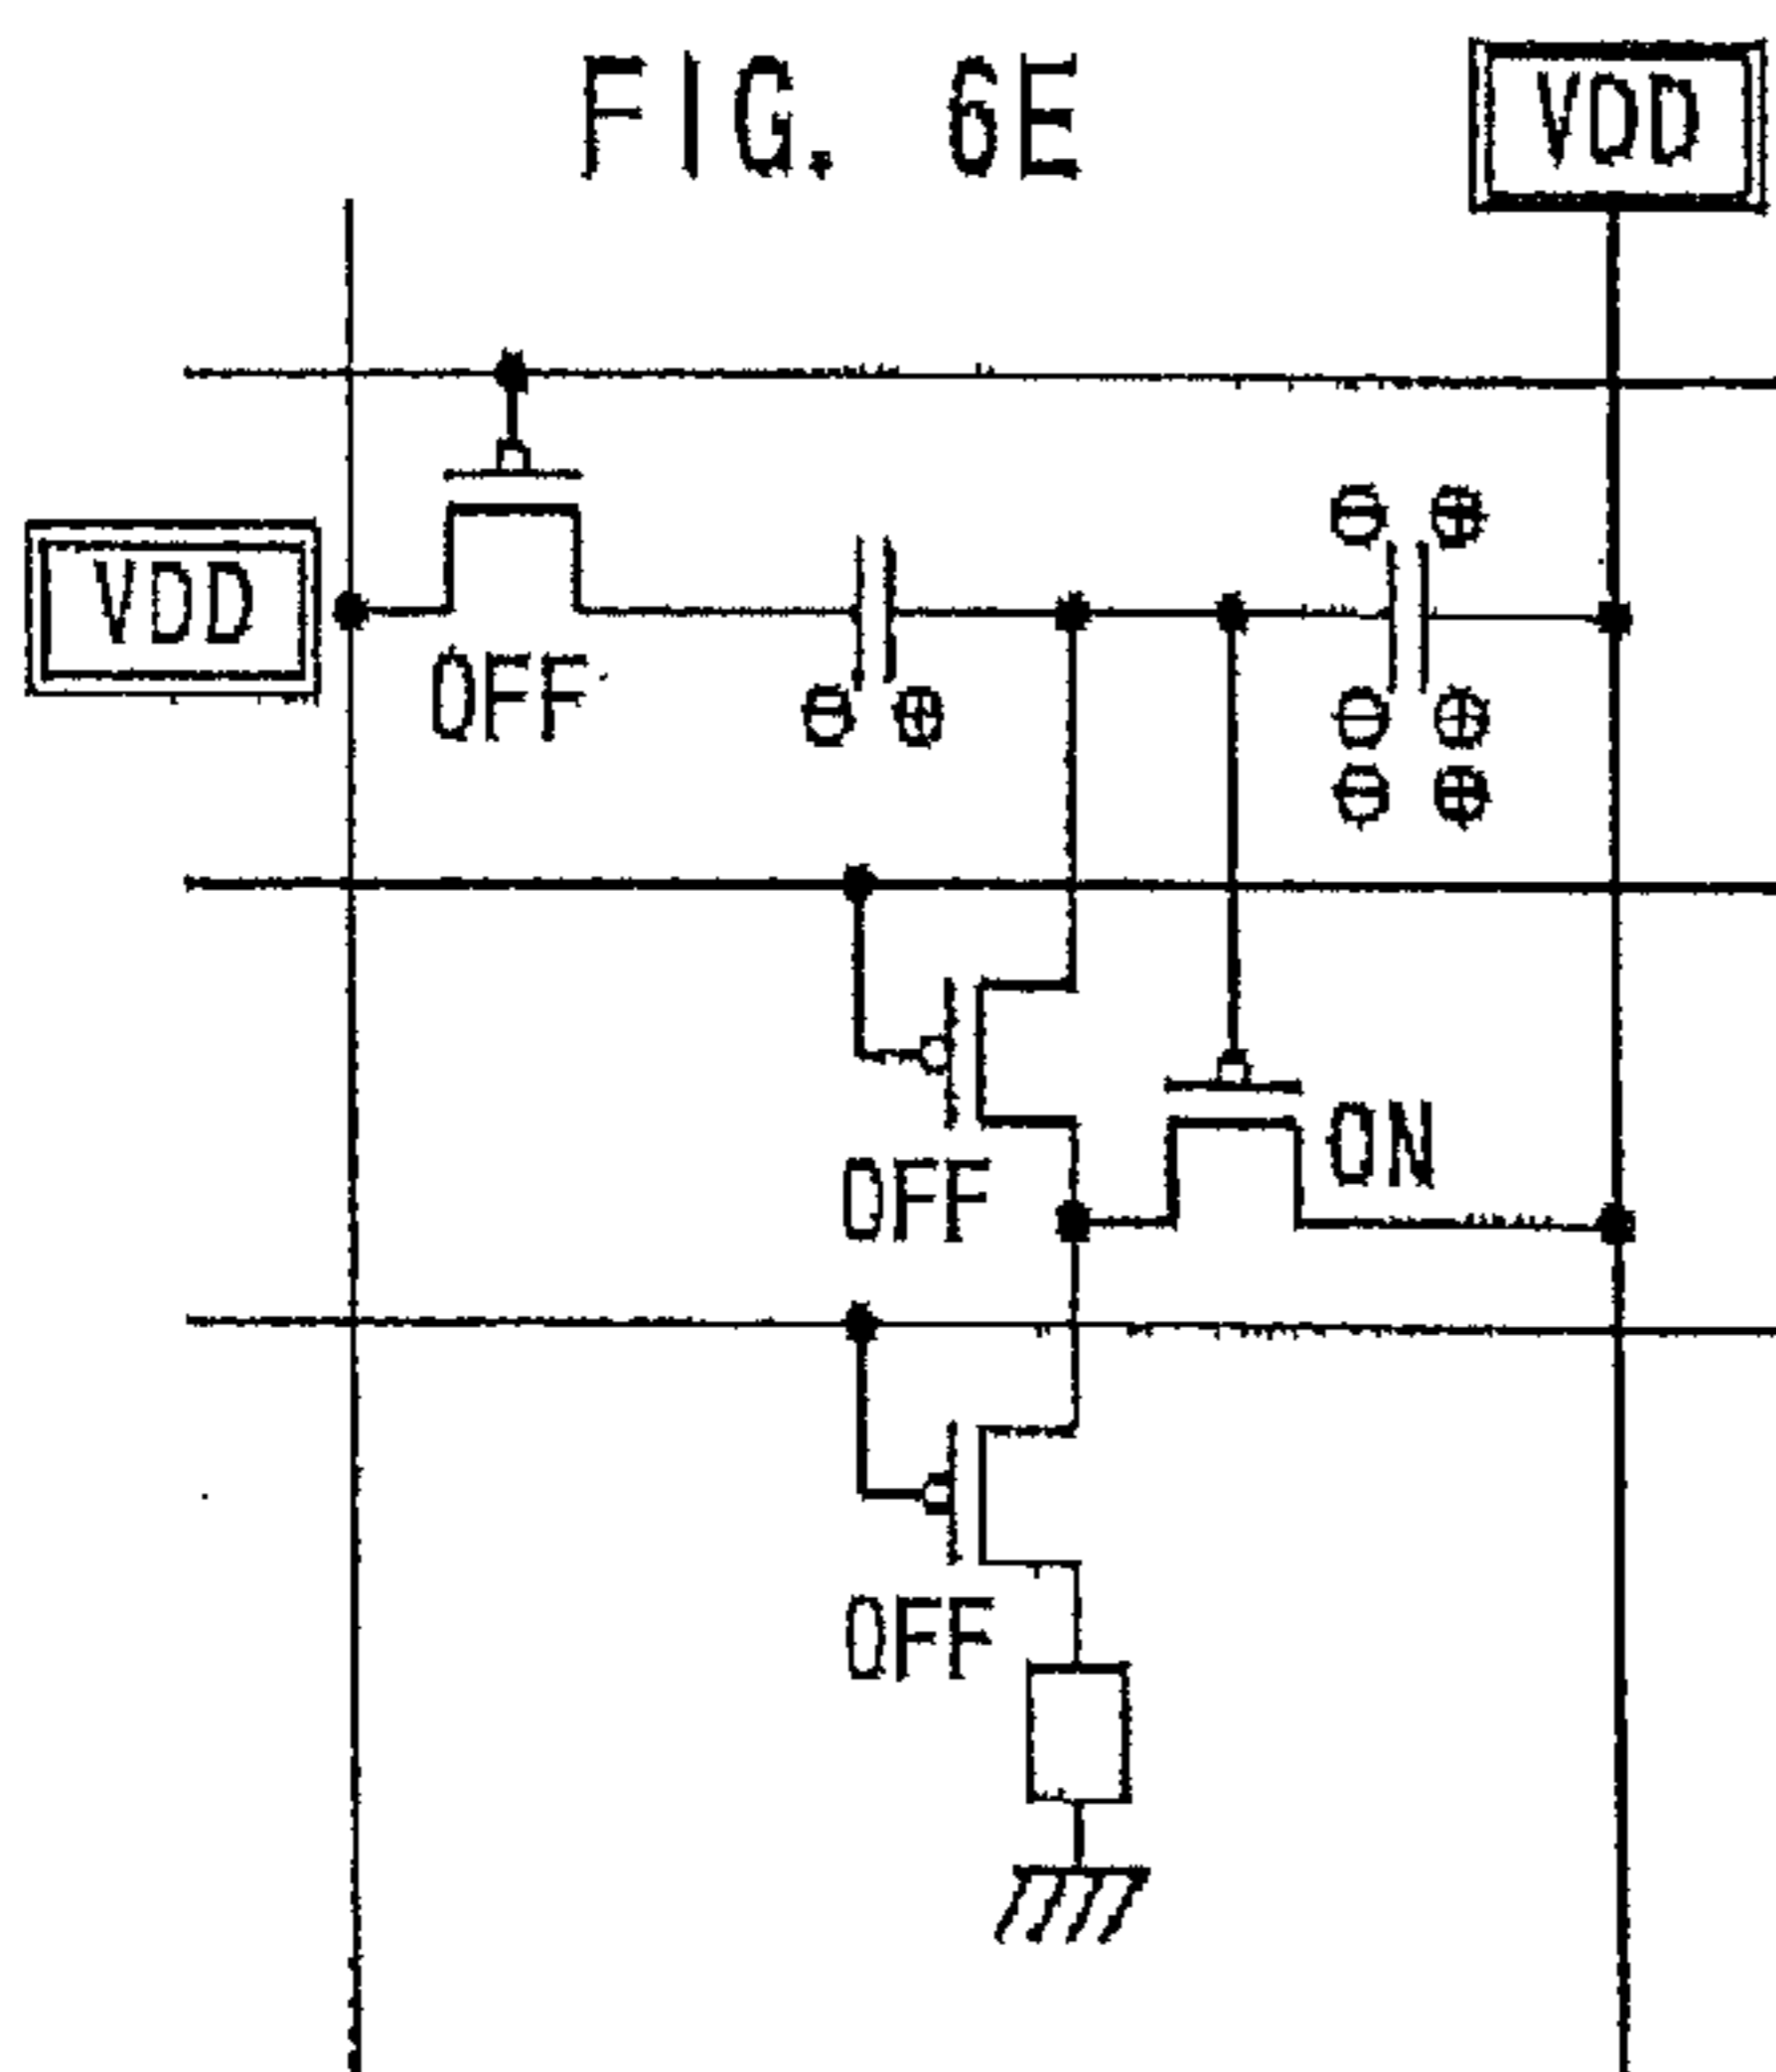 FIG. 6E
VDD
VDD
OFF
⊖ ⊕
⊖ ⊕
⊖ ⊕
⊖ ⊕
ON
OFF
OFF